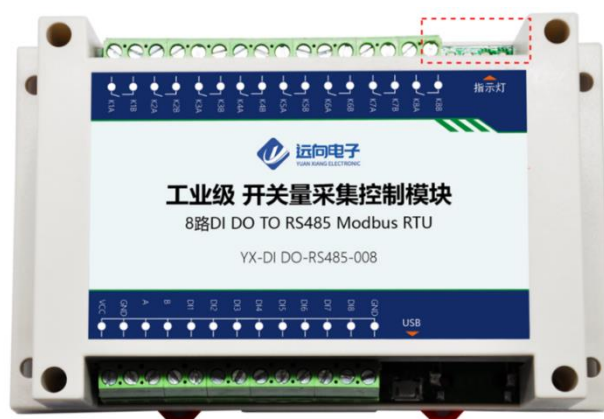 K1A K1B K2A K2B K3A K3B K4A K4B K5A K5B K6A K6B K7A K7B K8A K8B
指示灯
远向电子
YUAN XIANG ELECTRONIC
工业级 开关量采集控制模块
8路DI DO TO RS485 Modbus RTU
YX-DI DO-RS485-008
VCC GND A B DI1 DI2 DI3 DI4 DI5 DI6 DI7 DI8 GND
USB